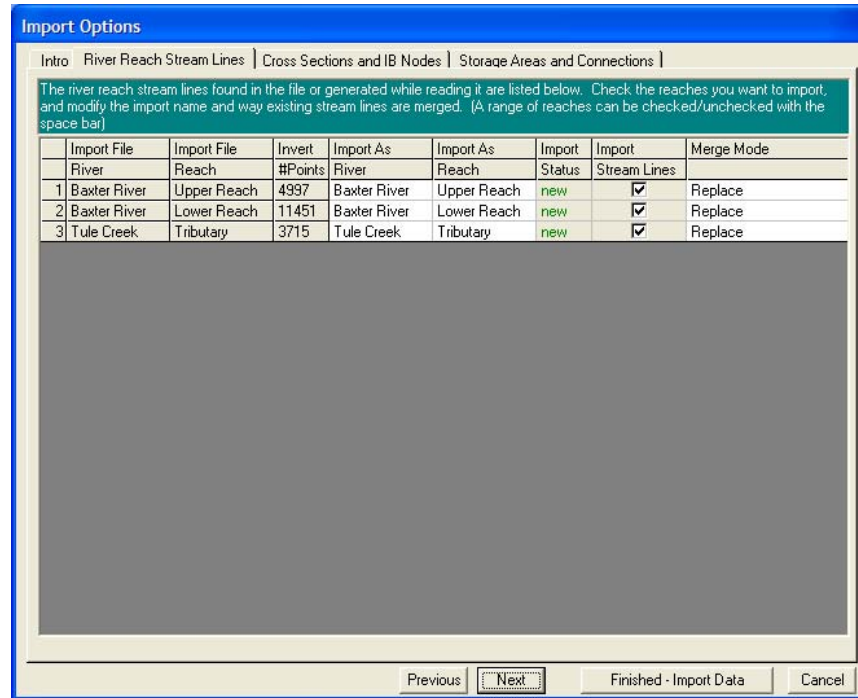 Import Options
Intro River Reach Stream Lines Cross Sections and IB Nodes Storage Areas and Connections
The river reach stream lines found in the file or generated while reading it are listed below. Check the reaches you want to import,
and modify the import name and way existing stream lines are merged. (A range of reaches can be checked/unchecked with the
space bar)
Import File Import File Invert Import As Import As Import Import Merge Mode
River Reach #Points River Reach Status Stream Lines
1 Baxter River Upper Reach 4997 Baxter River Upper Reach new Replace
2 Baxter River Lower Reach 11451 Baxter River Lower Reach new Replace
3 Tule Creek Tributary 3715 Tule Creek Tributary new Replace
Previous Next Finished - Import Data Cancel